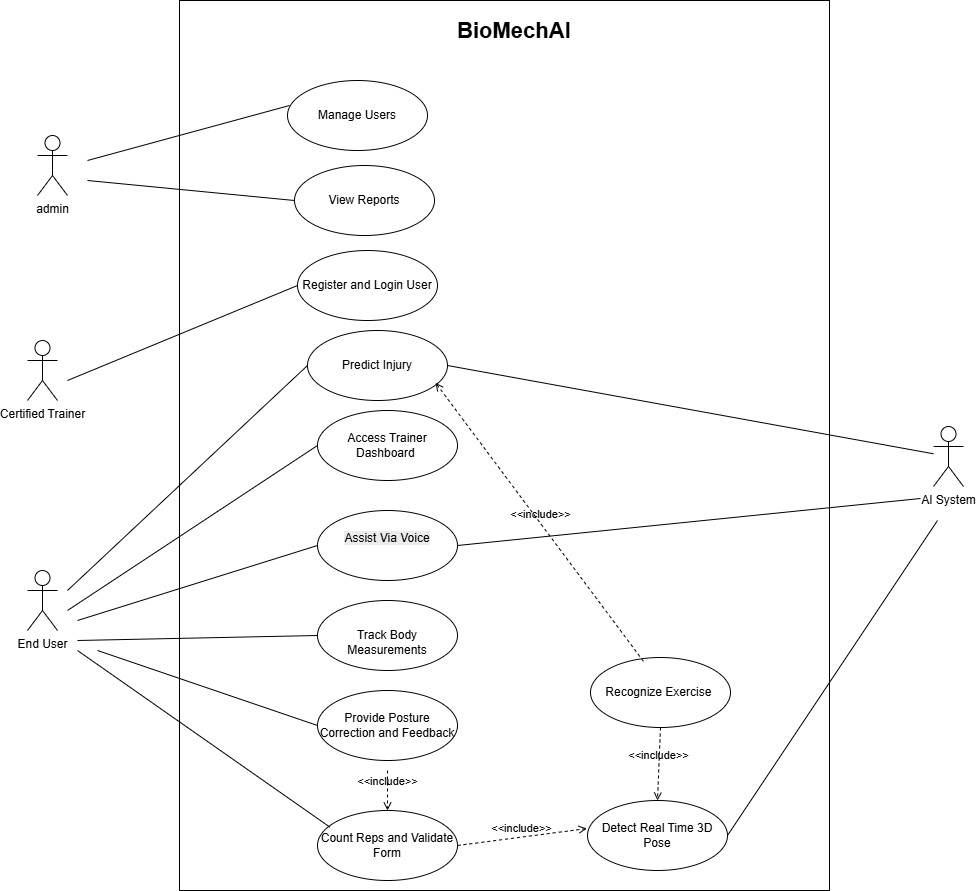 BioMechAI
Manage Users
admin
View Reports
Register and Login User
Certified Trainer
Predict Injury
Access Trainer
Dashboard
AI System
<<include>>
Assist Via Voice
End User
Track Body
Measurements
Recognize Exercise
Provide Posture
Correction and Feedback
<<include>>
<<include>>
Count Reps and Validate
Form
<<include>>
Detect Real Time 3D
Pose